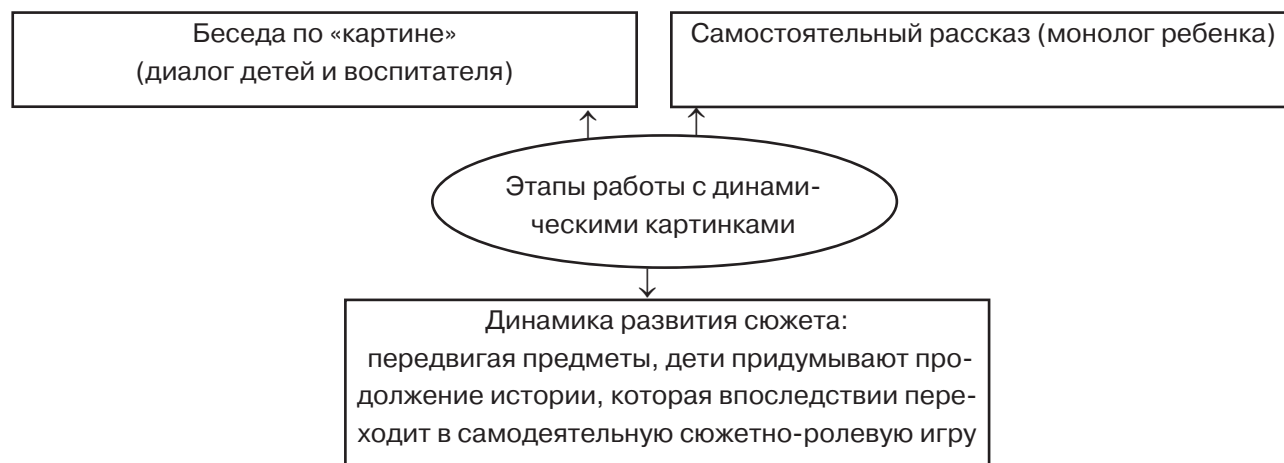 Беседа по «картине»
(диалог детей и воспитателя)
Самостоятельный рассказ (монолог ребенка)
Этапы работы с динами-
ческими картинками
Динамика развития сюжета:
передвигая предметы, дети придумывают про-
должение истории, которая впоследствии пере-
ходит в самодеятельную сюжетно-ролевую игру